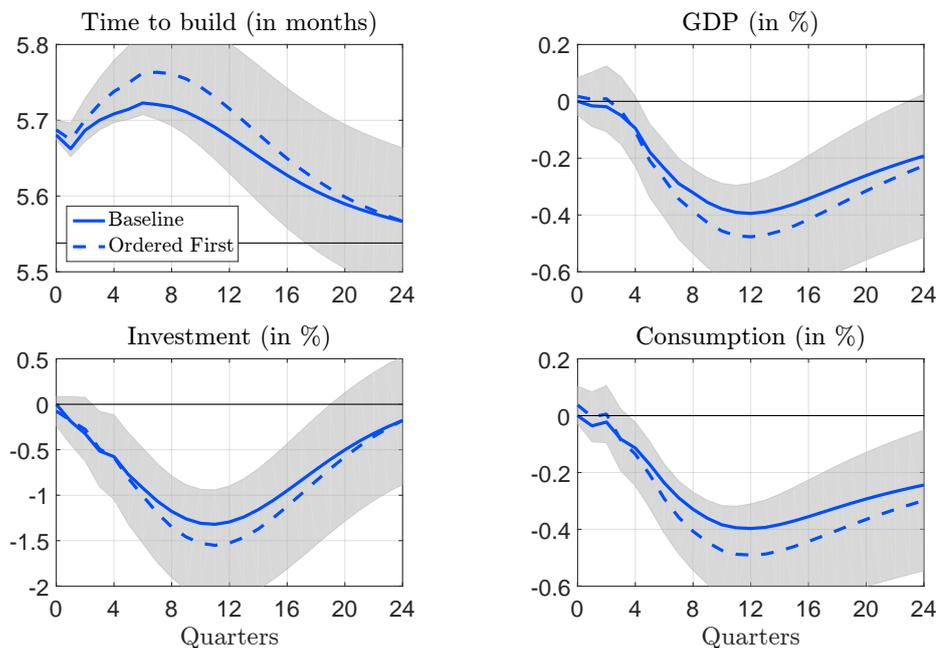 Time to build (in months)
5.8
5.7
5.6
5.5
Baseline
Ordered First
0 4 8 12 16 20 24
GDP (in %)
0.2
0
-0.2
-0.4
-0.6
0 4 8 12 16 20 24
Investment (in %)
0.5
0
-0.5
-1
-1.5
-2
0 4 8 12 16 20 24
Quarters
Consumption (in %)
0.2
0
-0.2
-0.4
-0.6
0 4 8 12 16 20 24
Quarters